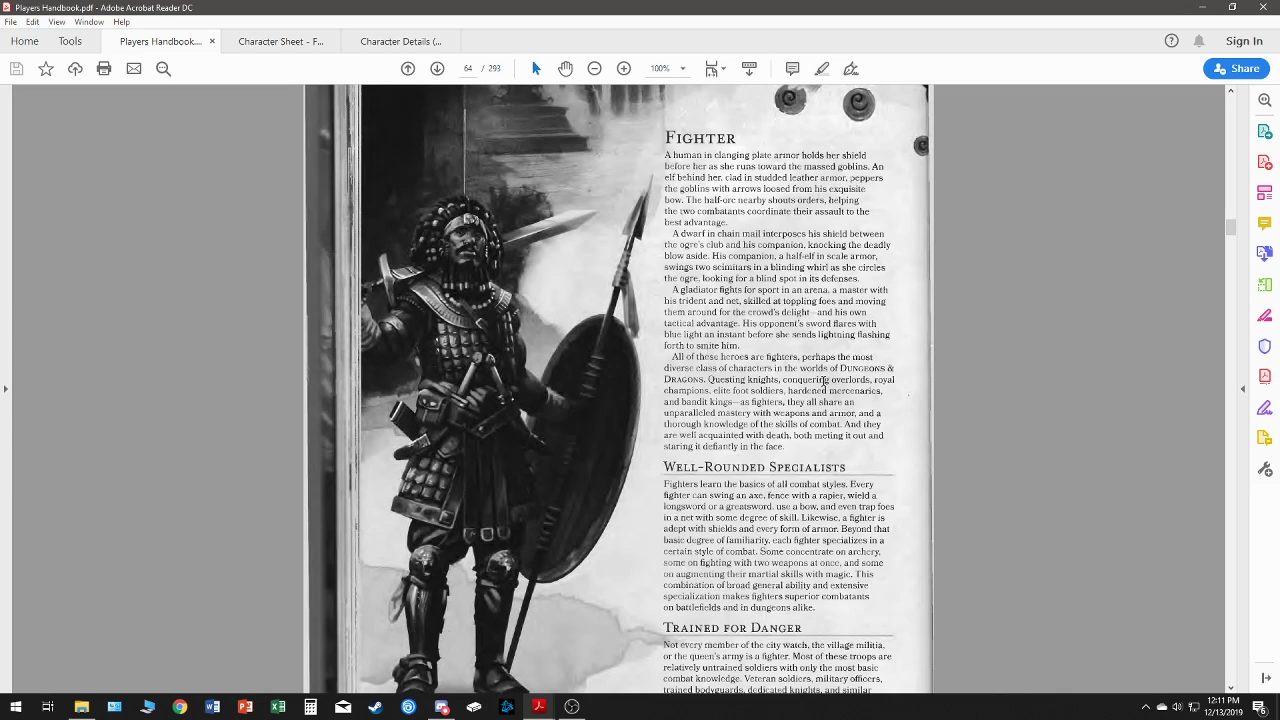 Players Handbook.pdf - Adobe Acrobat Reader DC
File Edit View Window Help
Home Tools Players Handbook.... × Character Sheet - F... Character Details (... Sign In
64 / 293 100% Share
FIGHTER
A human in clanging plate armor holds her shield
before her as she runs toward the massed goblins. An
elf behind her, clad in studded leather armor, peppers
the goblins with arrows loosed from his exquisite
bow. The half-orc nearby shouts orders, helping
the two combatants coordinate their assault to the
best advantage.
A dwarf in chain mail interposes his shield between
the ogre's club and his companion, knocking the deadly
blow aside. His companion, a half-elf in scale armor,
swings two scimitars in a blinding whirl as she circles
the ogre, looking for a blind spot in its defenses.
A gladiator fights for sport in an arena, a master with
his trident and net, skilled at toppling foes and moving
them around for the crowd's delight—and his own
tactical advantage. His opponent's sword flares with
blue light an instant before she sends lightning flashing
forth to smite him.
All of these heroes are fighters, perhaps the most
diverse class of characters in the worlds of DUNGEONS &
DRAGONS. Questing knights, conquering overlords, royal
champions, elite foot soldiers, hardened mercenaries,
and bandit kings—as fighters, they all share an
unparalleled mastery with weapons and armor, and a
thorough knowledge of the skills of combat. And they
are well acquainted with death, both meting it out and
staring it defiantly in the face.
WELL-ROUNDED SPECIALISTS
Fighters learn the basics of all combat styles. Every
fighter can swing an axe, fence with a rapier, wield a
longsword or a greatsword, use a bow, and even trap foes
in a net with some degree of skill. Likewise, a fighter is
adept with shields and every form of armor. Beyond that
basic degree of familiarity, each fighter specializes in a
certain style of combat. Some concentrate on archery,
some on fighting with two weapons at once, and some
on augmenting their martial skills with magic. This
combination of broad general ability and extensive
specialization makes fighters superior combatants
on battlefields and in dungeons alike.
TRAINED FOR DANGER
Not every member of the city watch, the village militia,
or the queen's army is a fighter. Most of these troops are
relatively untrained soldiers with only the most basic
combat knowledge. Veteran soldiers, military officers,
trained bodyguards, dedicated knights, and similar
12:11 PM
12/13/2019